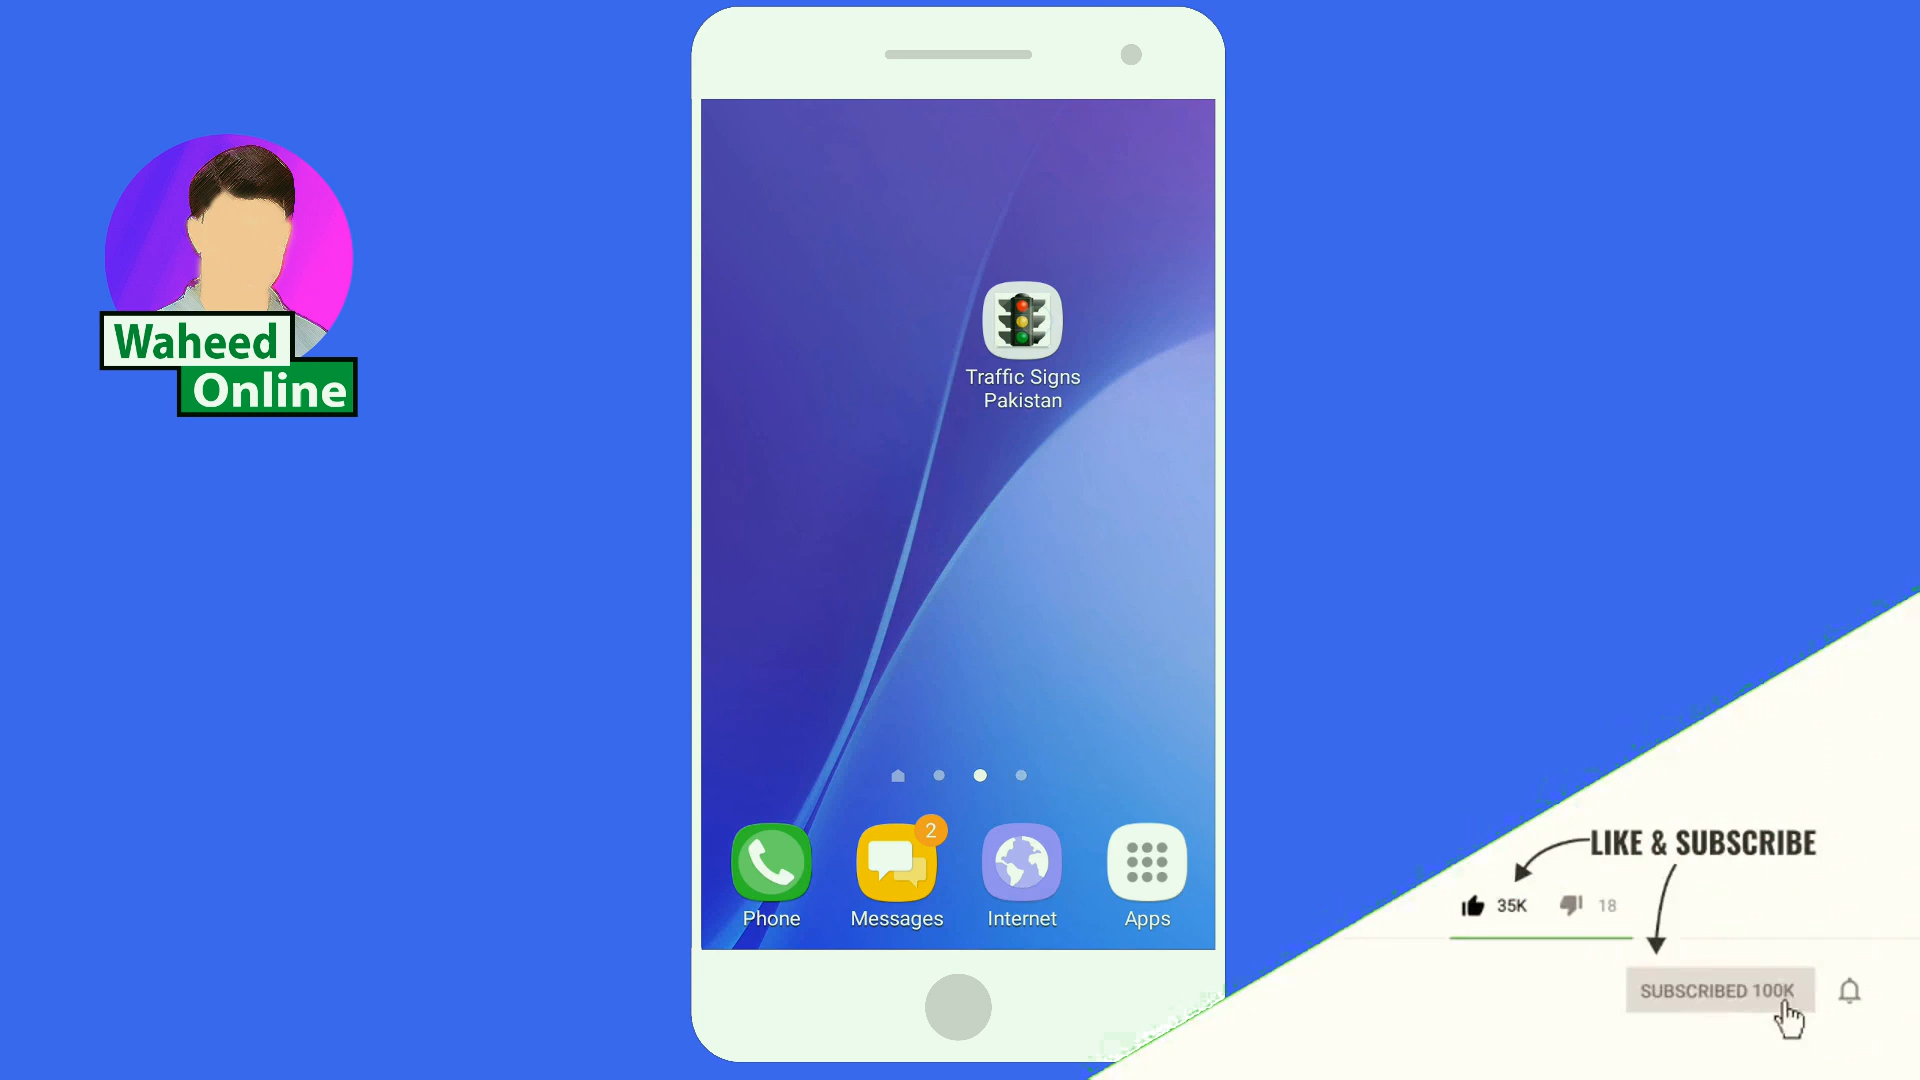 Waheed
Online
Traffic Signs
Pakistan
2
Phone
Messages
Internet
Apps
LIKE & SUBSCRIBE
35K
18
SUBSCRIBED 100K